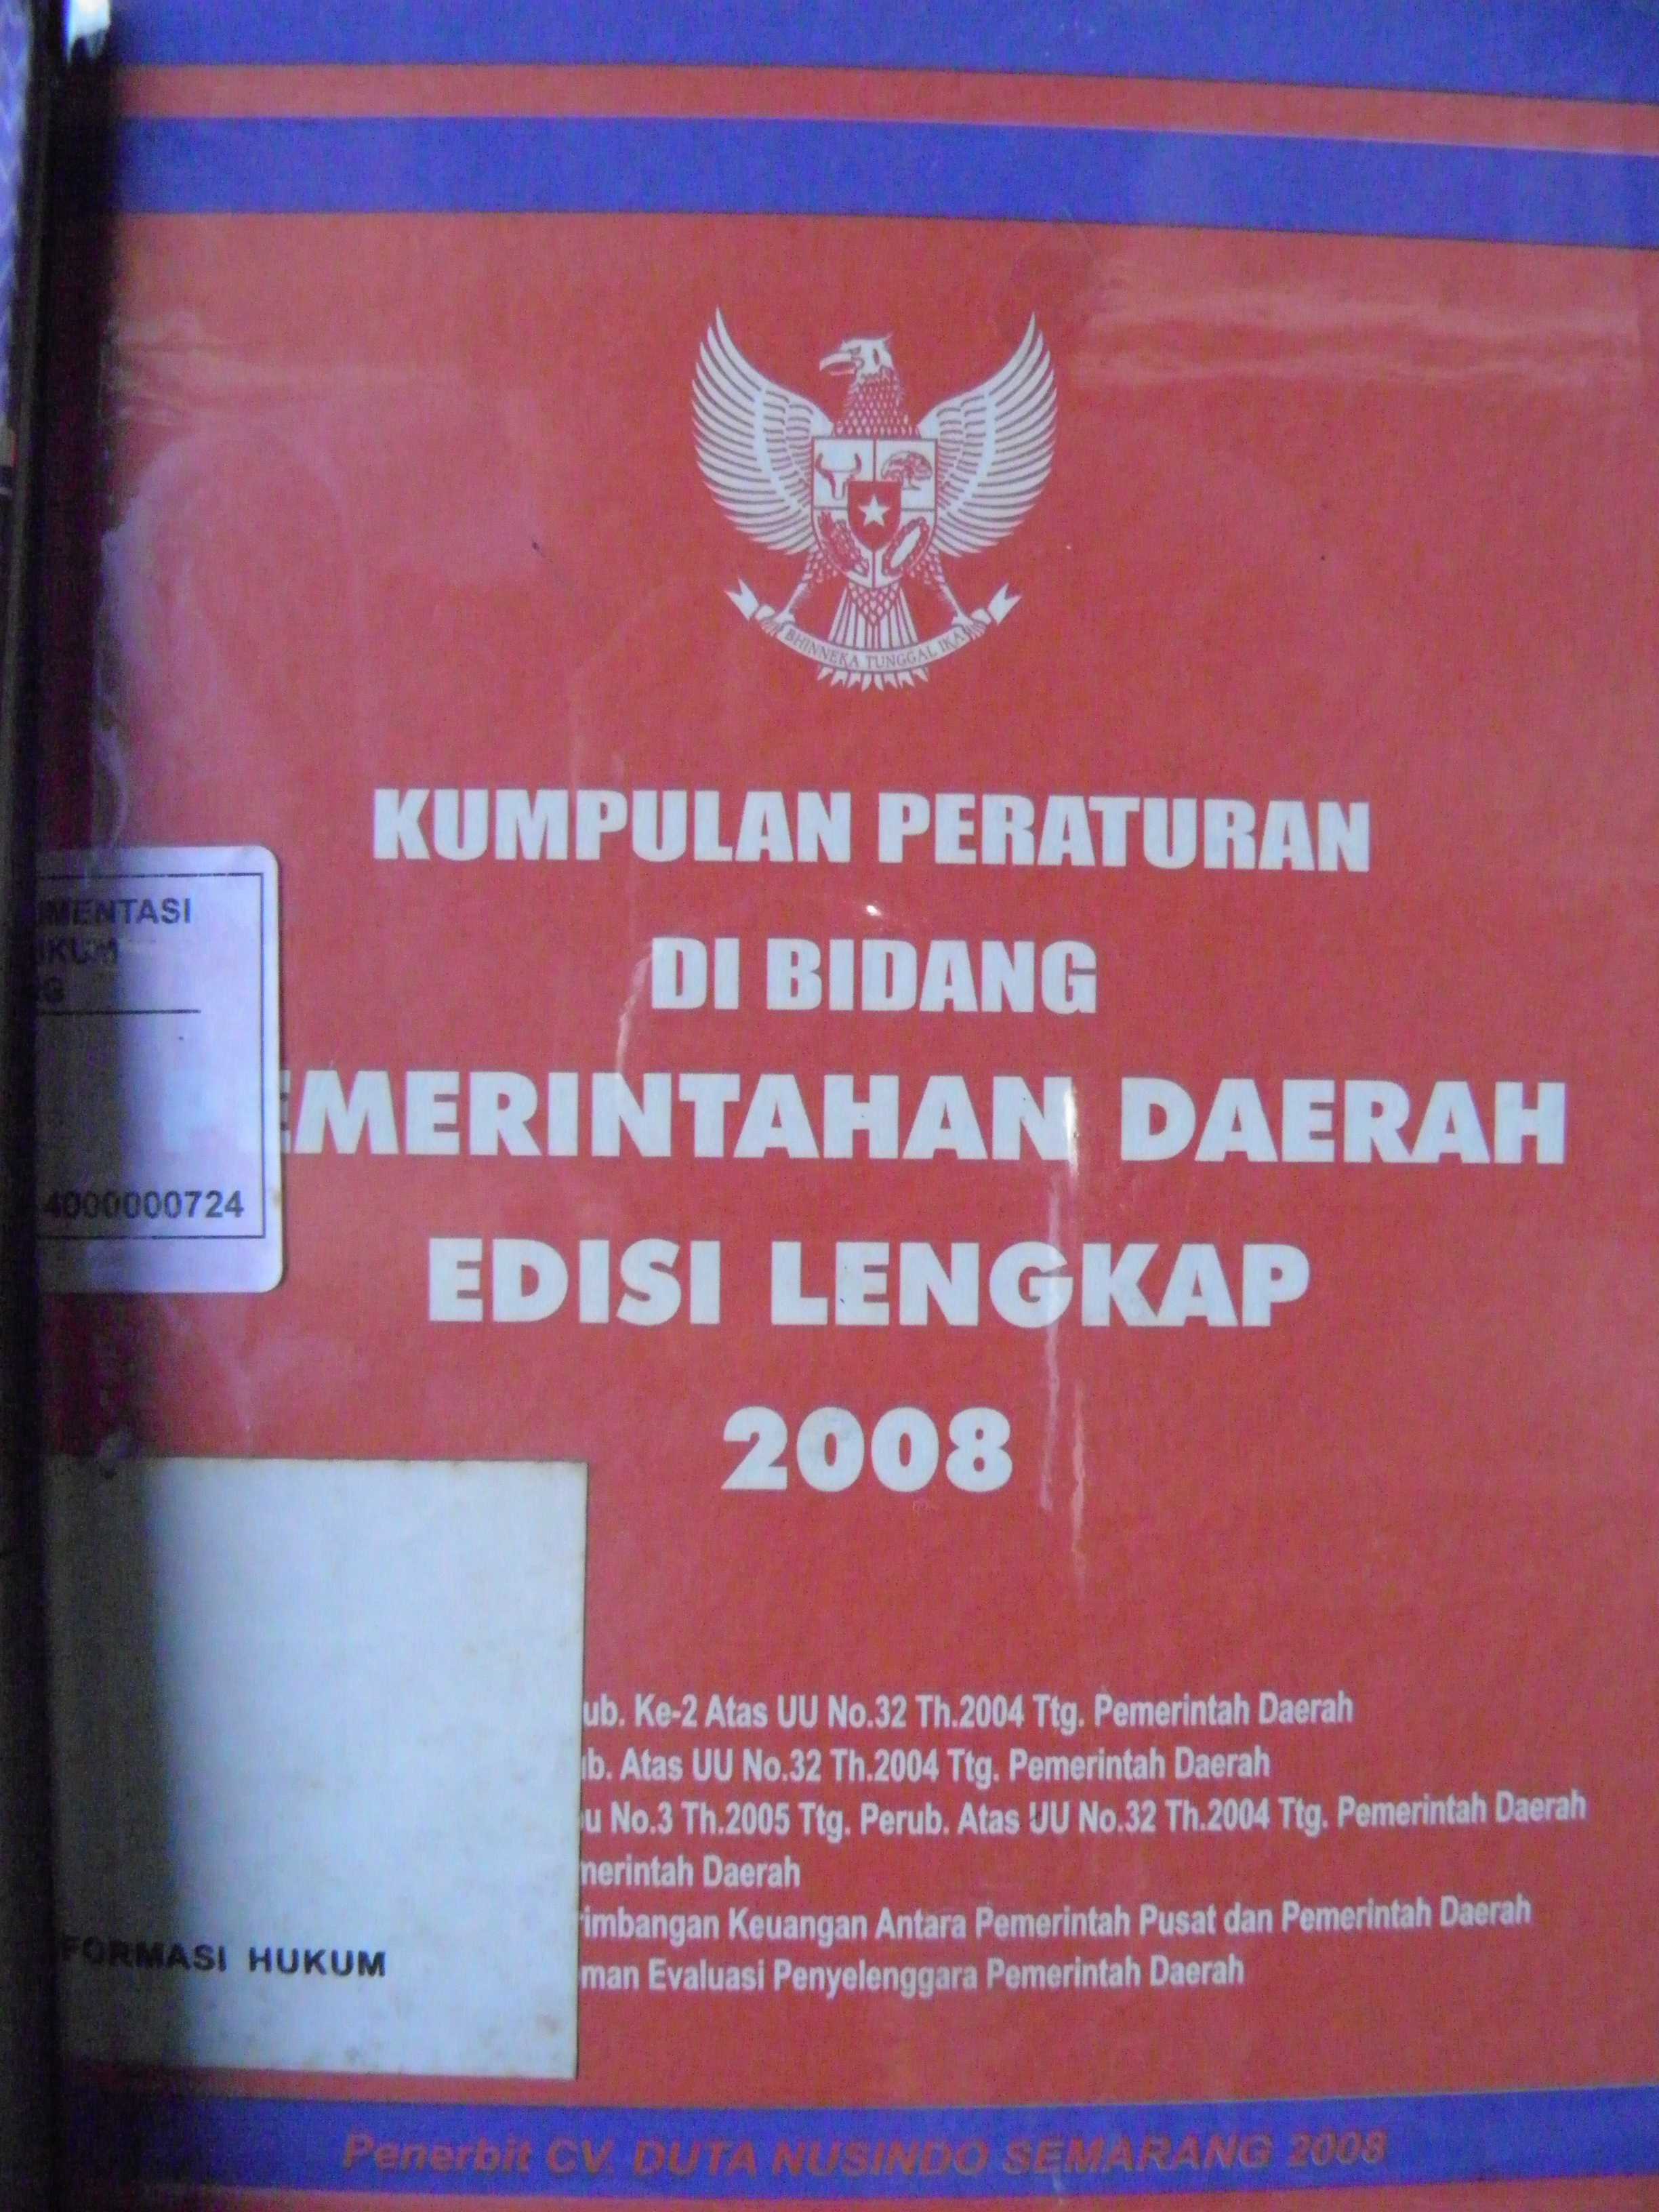 BHINNEKA TUNGGAL IKA
KUMPULAN PERATURAN
DI BIDANG
EMERINTAHAN DAERAH
EDISI LENGKAP
2008
MENTASI
4000000724
ub. Ke-2 Atas UU No.32 Th.2004 Ttg. Pemerintah Daerah
b. Atas UU No.32 Th.2004 Ttg. Pemerintah Daerah
u No.3 Th.2005 Ttg. Perub. Atas UU No.32 Th.2004 Ttg. Pemerintah Daerah
merintah Daerah
imbangan Keuangan Antara Pemerintah Pusat dan Pemerintah Daerah
man Evaluasi Penyelenggara Pemerintah Daerah
FORMASI HUKUM
Penerbit CV. DUTA NUSINDO SEMARANG 2008